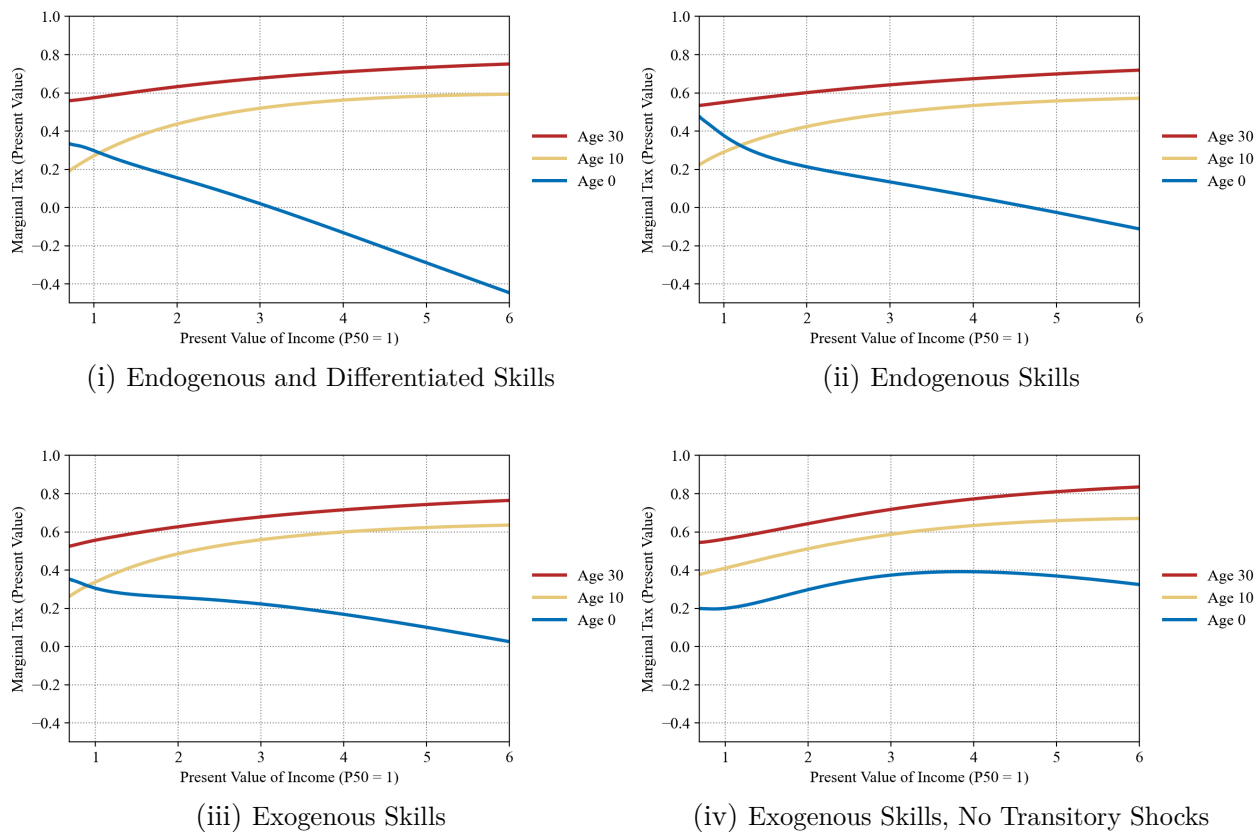 1.0
0.8
0.6
0.4
0.2
0.0
−0.2
−0.4
Marginal Tax (Present Value)
1 2 3 4 5 6
Present Value of Income (P50 = 1)
Age 30
Age 10
Age 0
(i) Endogenous and Differentiated Skills
1.0
0.8
0.6
0.4
0.2
0.0
−0.2
−0.4
Marginal Tax (Present Value)
1 2 3 4 5 6
Present Value of Income (P50 = 1)
Age 30
Age 10
Age 0
(ii) Endogenous Skills
1.0
0.8
0.6
0.4
0.2
0.0
−0.2
−0.4
Marginal Tax (Present Value)
1 2 3 4 5 6
Present Value of Income (P50 = 1)
Age 30
Age 10
Age 0
(iii) Exogenous Skills
1.0
0.8
0.6
0.4
0.2
0.0
−0.2
−0.4
Marginal Tax (Present Value)
1 2 3 4 5 6
Present Value of Income (P50 = 1)
Age 30
Age 10
Age 0
(iv) Exogenous Skills, No Transitory Shocks